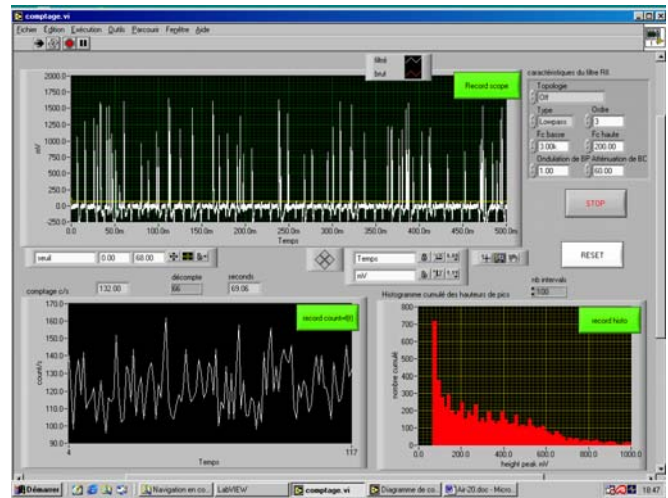 comptage.vi
Fichier Edition Exécution Outils Parcourir Fenêtre Aide
filtré
brut
Record scope
2000.0
1750.0
1500.0
1250.0
1000.0
750.0
500.0
250.0
0.0
-250.0
mV
0.0 50.0m 100.0m 150.0m 200.0m 250.0m 300.0m 350.0m 400.0m 450.0m 500.0m
Temps
caractéristiques du filtre RII
Topologie
Off
Type Ordre
Lowpass 3
Fc basse Fc haute
3.00k 200.00
Ondulation de BP Atténuation de BC
1.00 60.00
STOP
RESET
seuil 0.00 68.00
Temps
mV
comptage c/s 132.00
décompte
66
seconds
69.06
nb intervals
100
record count=f(t)
170.0
160.0
150.0
140.0
130.0
120.0
110.0
100.0
90.0
count/s
4 117
Temps
Histogramme cumulé des hauteurs de pics
record histo
800
700
600
500
400
300
200
100
0
nombre cumulé
0.0 200.0 400.0 600.0 800.0 1000.0
height peak mV
Démarrer Navigation en co... LabVIEW comptage.vi Diagramme de co... Air-20.doc - Micros... 18:47